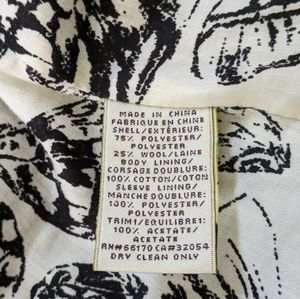 MADE IN CHINA
FABRIQUE EN CHINE
SHELL/EXTÉRIEUR:
75% POLYESTER/
POLYESTER
25% WOOL/LAINE
BODY LINING/
CORSAGE DOUBLURE:
100% COTTON/COTON
SLEEVE LINING/
MANCHE DOUBLURE:
100% POLYESTER/
POLYESTER
TRIM1/EQUILIBRE1:
100% ACETATE/
ACETATE
RN#66170 CA#32054
DRY CLEAN ONLY